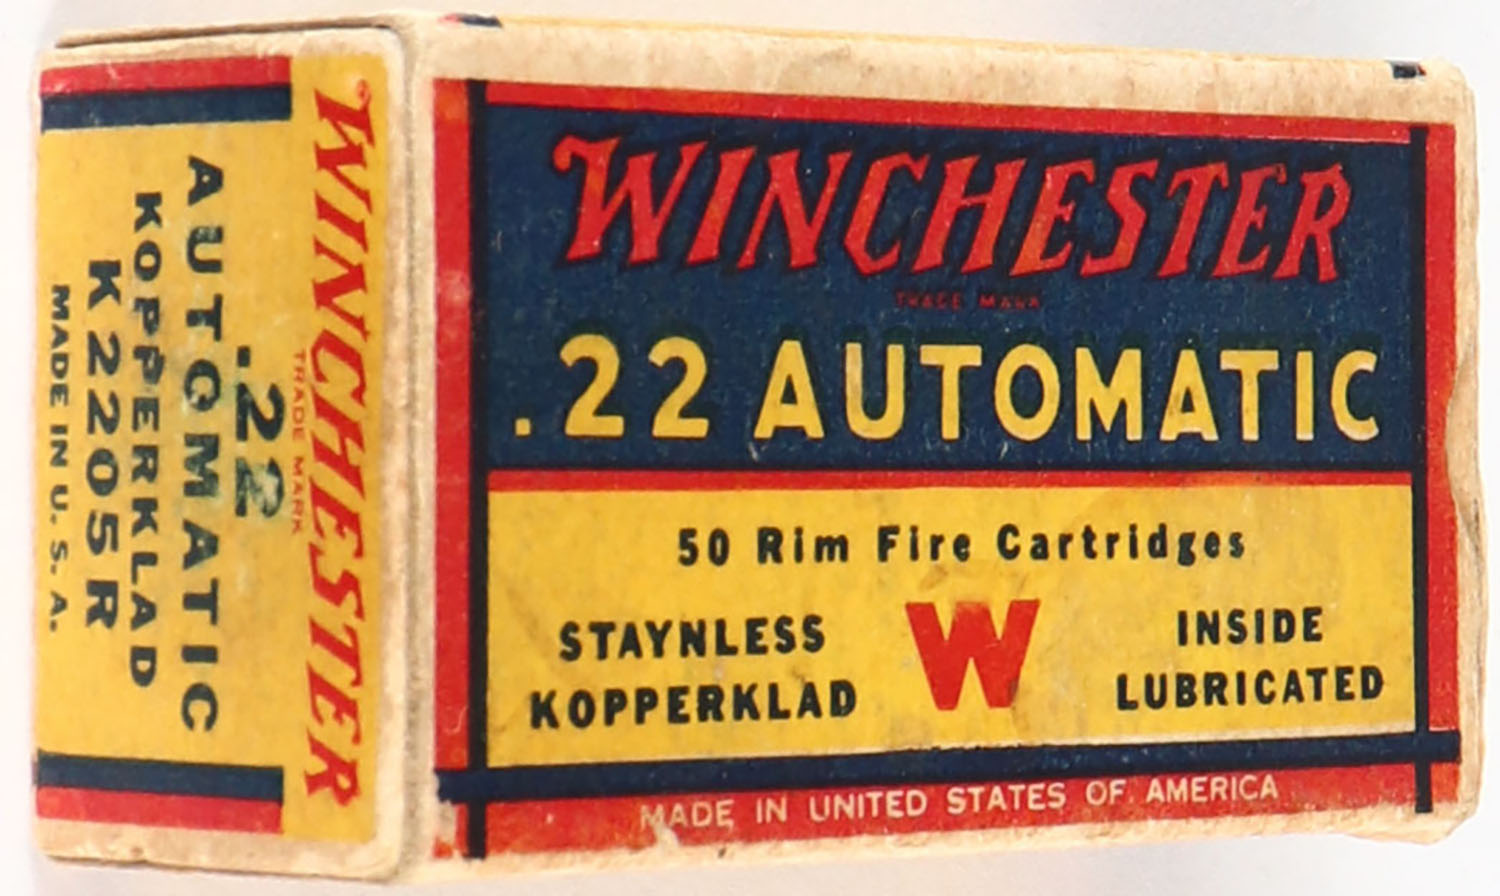 WINCHESTER
TRADE MARK
.22 AUTOMATIC
50 Rim Fire Cartridges
STAYNLESS
KOPPERKLAD
W
INSIDE
LUBRICATED
MADE IN UNITED STATES OF AMERICA
WINCHESTER
TRADE MARK
.22
AUTOMATIC
KOPPERKLAD
K2205R
MADE IN U.S.A.